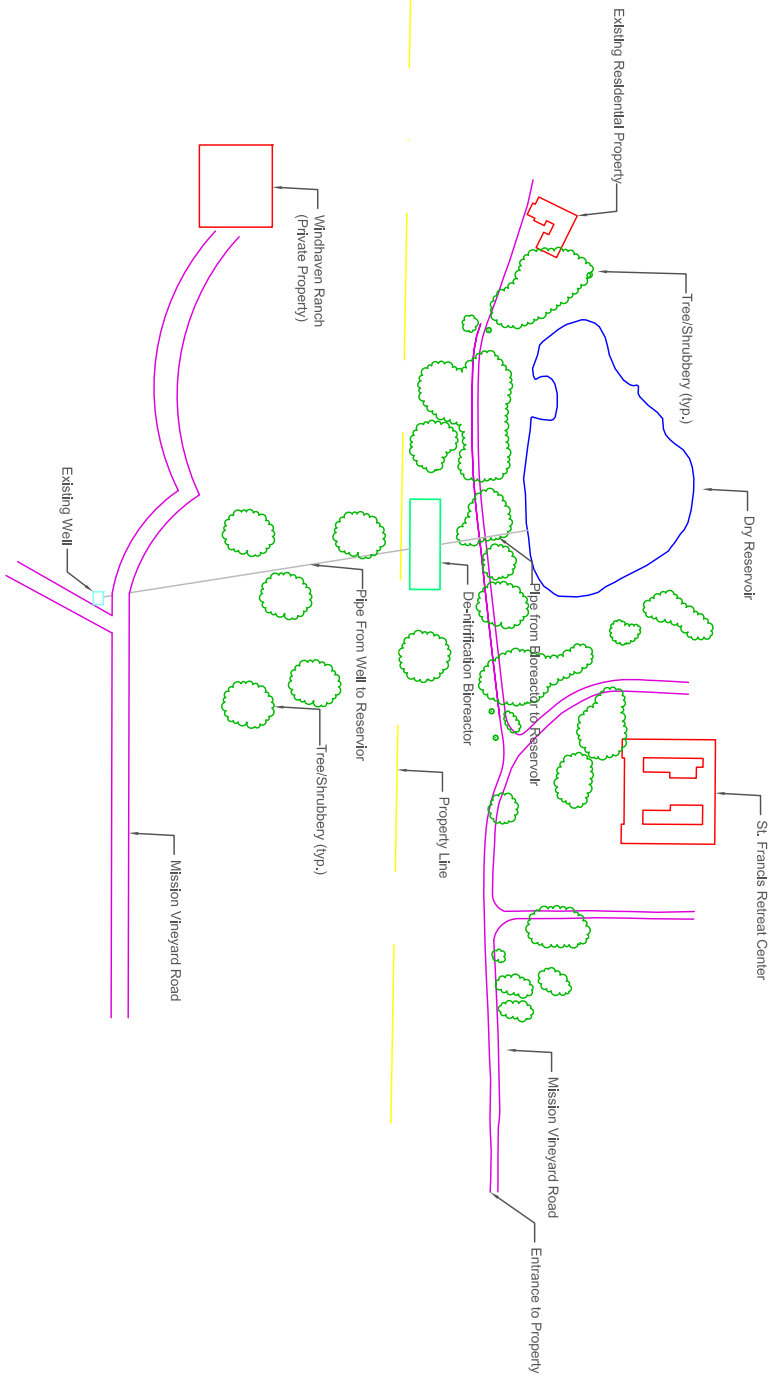 St. Francis Retreat Center
Dry Reservoir
Tree/Shrubbery (typ.)
Existing Residential Property
Mission Vineyard Road
Pipe from Bioreactor to Reservoir
Entrance to Property
De-nitrification Bioreactor
Property Line
Pipe From Well to Reservior
Windhaven Ranch
(Private Property)
Tree/Shrubbery (typ.)
Mission Vineyard Road
Existing Well